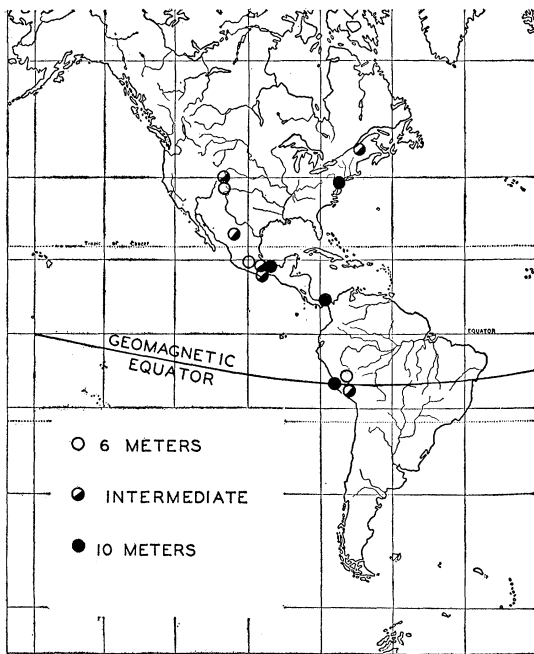 Tropic of Cancer
EQUATOR
GEOMAGNETIC
EQUATOR
6 METERS
INTERMEDIATE
10 METERS